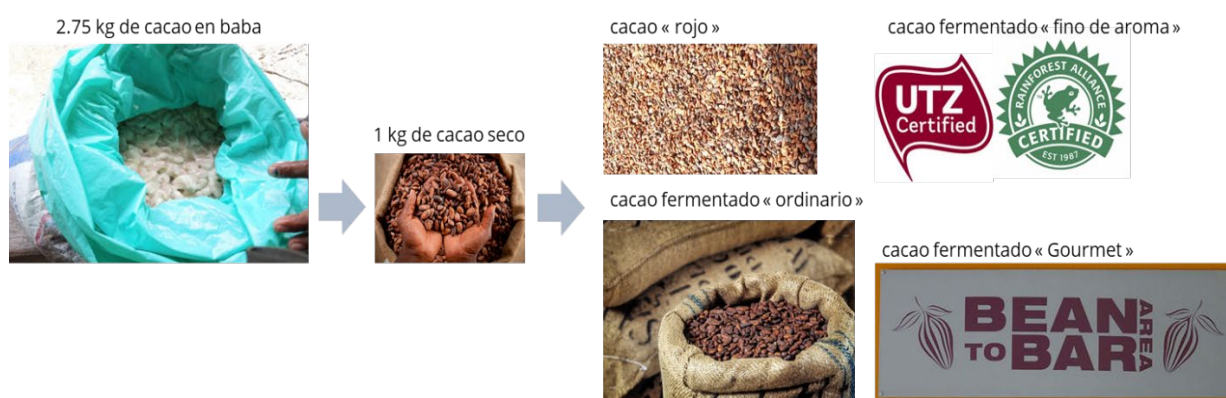 2.75 kg de cacao en baba
1 kg de cacao seco
cacao « rojo »
cacao fermentado « ordinario »
cacao fermentado « fino de aroma »
UTZ
Certified
RAINFOREST ALLIANCE
CERTIFIED
EST 1987
cacao fermentado « Gourmet »
BEAN
TO BAR
AREA